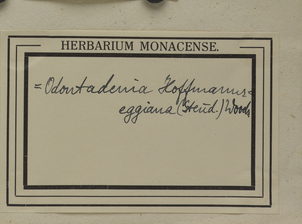 HERBARIUM MONACENSE.
= Odontadenia Hoffmanns=
eggiana (Steud.) Woods